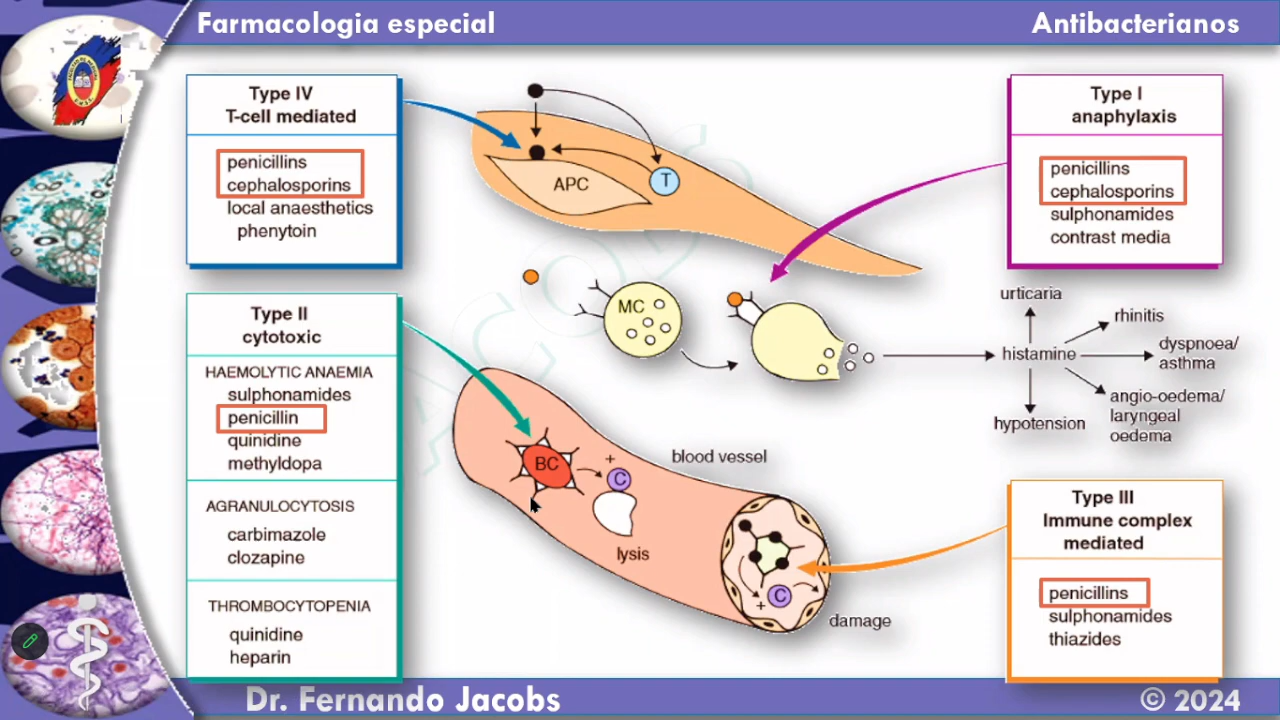 Farmacologia especial
Antibacterianos
Type IV
T-cell mediated
penicillins
cephalosporins
local anaesthetics
phenytoin
APC
T
Type I
anaphylaxis
penicillins
cephalosporins
sulphonamides
contrast media
MC
urticaria
rhinitis
histamine
dyspnoea/
asthma
angio-oedema/
laryngeal
oedema
hypotension
Type II
cytotoxic
HAEMOLYTIC ANAEMIA
sulphonamides
penicillin
quinidine
methyldopa
AGRANULOCYTOSIS
carbimazole
clozapine
THROMBOCYTOPENIA
quinidine
heparin
BC
+
C
lysis
blood vessel
C
+
damage
Type III
Immune complex
mediated
penicillins
sulphonamides
thiazides
Dr. Fernando Jacobs
© 2024